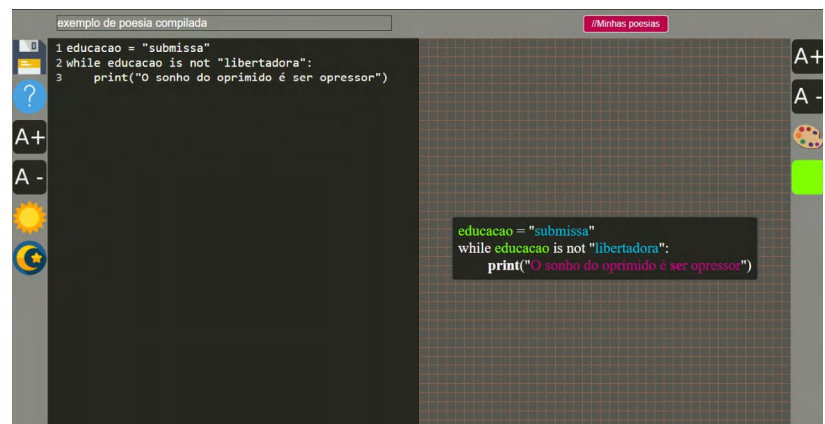 exemplo de poesia compilada
//Minhas poesias
1 educacao = "submissa"
2 while educacao is not "libertadora":
3 print("O sonho do oprimido é ser opressor")
?
A+
A -
A+
A -
educacao = "submissa"
while educacao is not "libertadora":
print("O sonho do oprimido é ser opressor")